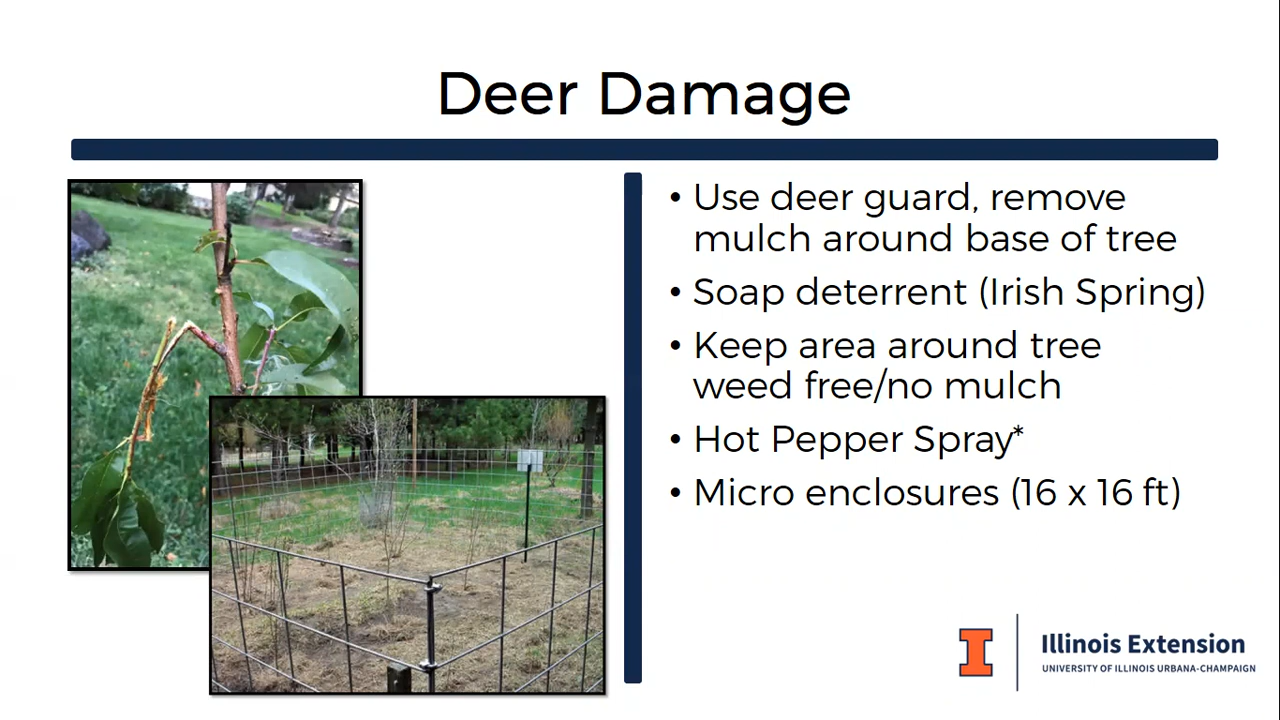 Deer Damage
• Use deer guard, remove
mulch around base of tree
• Soap deterrent (Irish Spring)
• Keep area around tree
weed free/no mulch
• Hot Pepper Spray*
• Micro enclosures (16 x 16 ft)
I
Illinois Extension
UNIVERSITY OF ILLINOIS URBANA-CHAMPAIGN